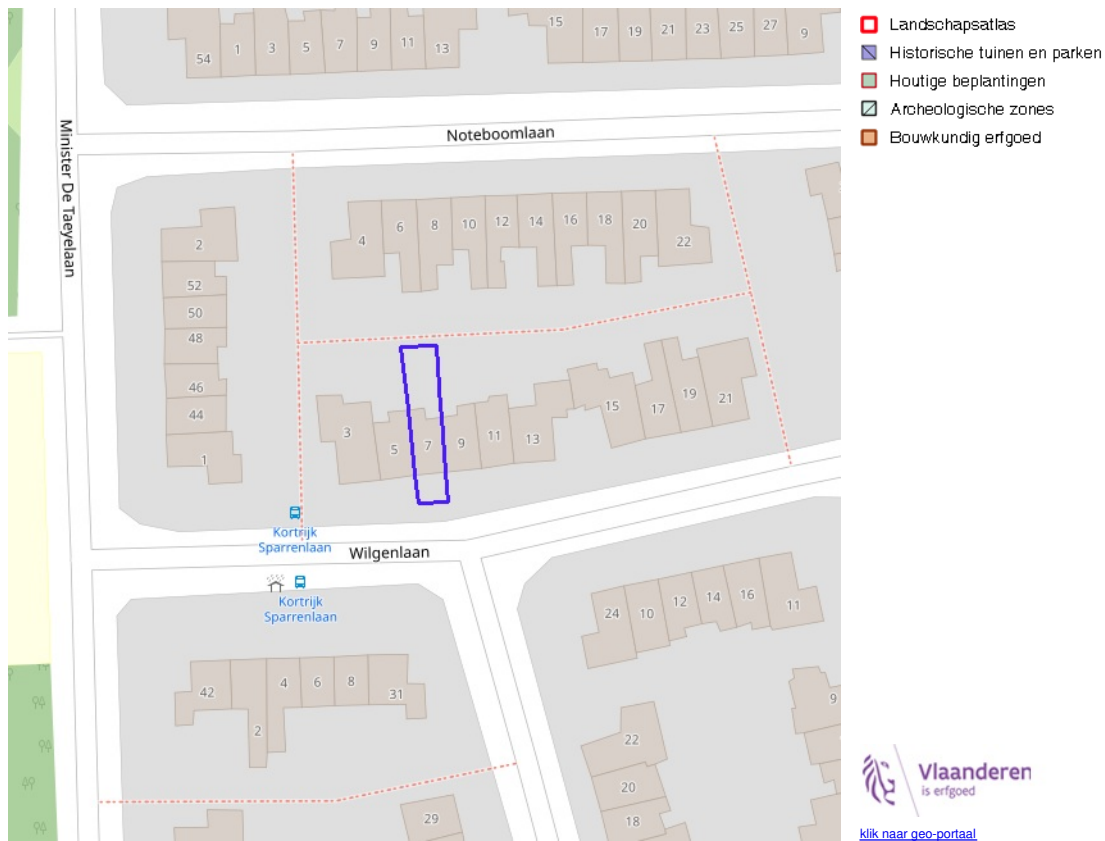 54 1 3 5 7 9 11 13
15 17 19 21 23 25 27 9
Noteboomlaan
Minister De Taeyelaan
2
52
50
48
46
44
1
4 6 8 10 12 14 16 18 20 22
3 5 7 9 11 13 15 17 19 21
Kortrijk
Sparrenlaan
Wilgenlaan
Kortrijk
Sparrenlaan
24 10 12 14 16 11
42 2 4 6 8 31
22
20
18
9
29
Landschapsatlas
Historische tuinen en parken
Houtige beplantingen
Archeologische zones
Bouwkundig erfgoed
Vlaanderen
is erfgoed
klik naar geo-portaal